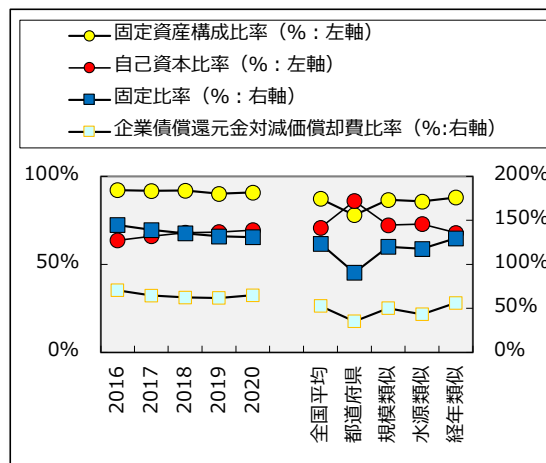 固定資産構成比率（%：左軸）
自己資本比率（%：左軸）
固定比率（%：右軸）
企業債償還元金対減価償却費比率（%:右軸）
100%
200%
150%
50%
100%
50%
0%
0%
2016
2017
2018
2019
2020
全国平均
都道府県
規模類似
水源類似
経年類似